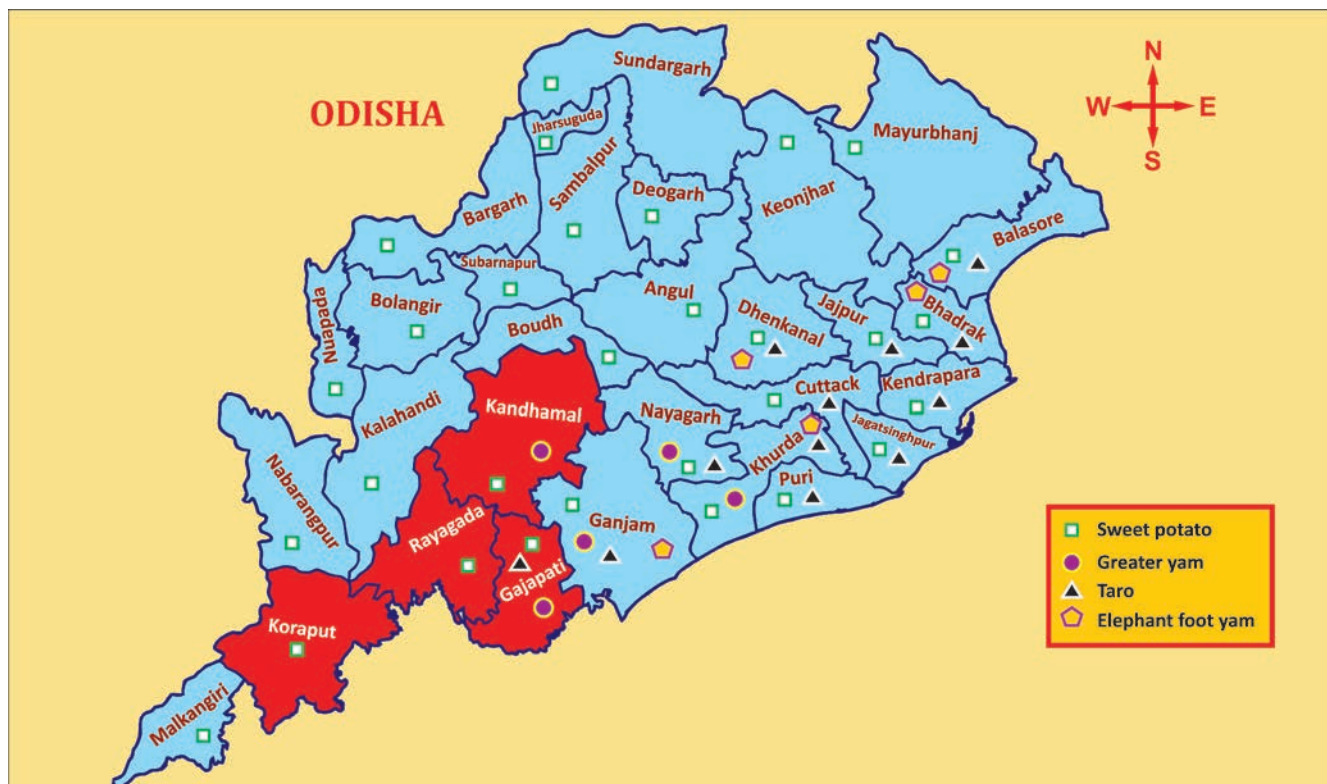 ODISHA
N
W E
S
Sundargarh
Jharsuguda
Mayurbhanj
Sambalpur
Deogarh
Keonjhar
Bargarh
Balasore
Subarnapur
Nuapada
Bolangir
Angul
Dhenkanal
Jajpur
Bhadrak
Boudh
Cuttack
Kendrapara
Kalahandi
Kandhamal
Nayagarh
Khurda
Jagatsinghpur
Nabarangpur
Puri
Rayagada
Ganjam
Gajapati
Koraput
Malkangiri
Sweet potato
Greater yam
Taro
Elephant foot yam